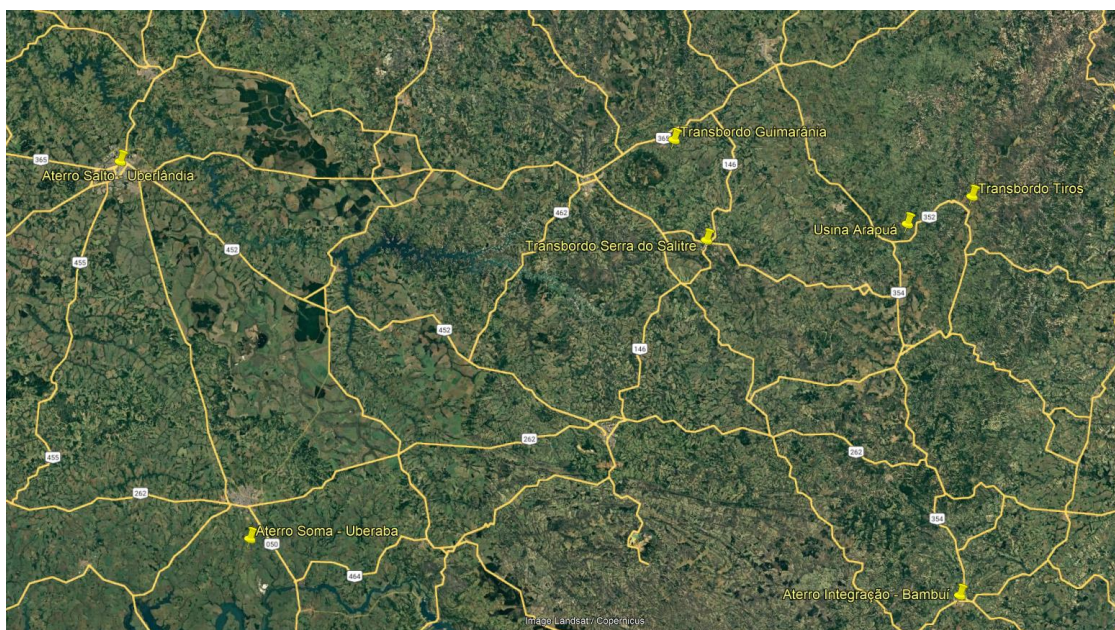 365
Transbordo Guimarânia
365
Aterro Salto - Uberlândia
146
Transbordo Tiros
462
352
Usina Arapuá
452
Transbordo Serra do Salitre
455
354
452
146
262
262
455
262
354
Aterro Soma - Uberaba
050
464
Aterro Integração - Bambuí
Image Landsat / Copernicus